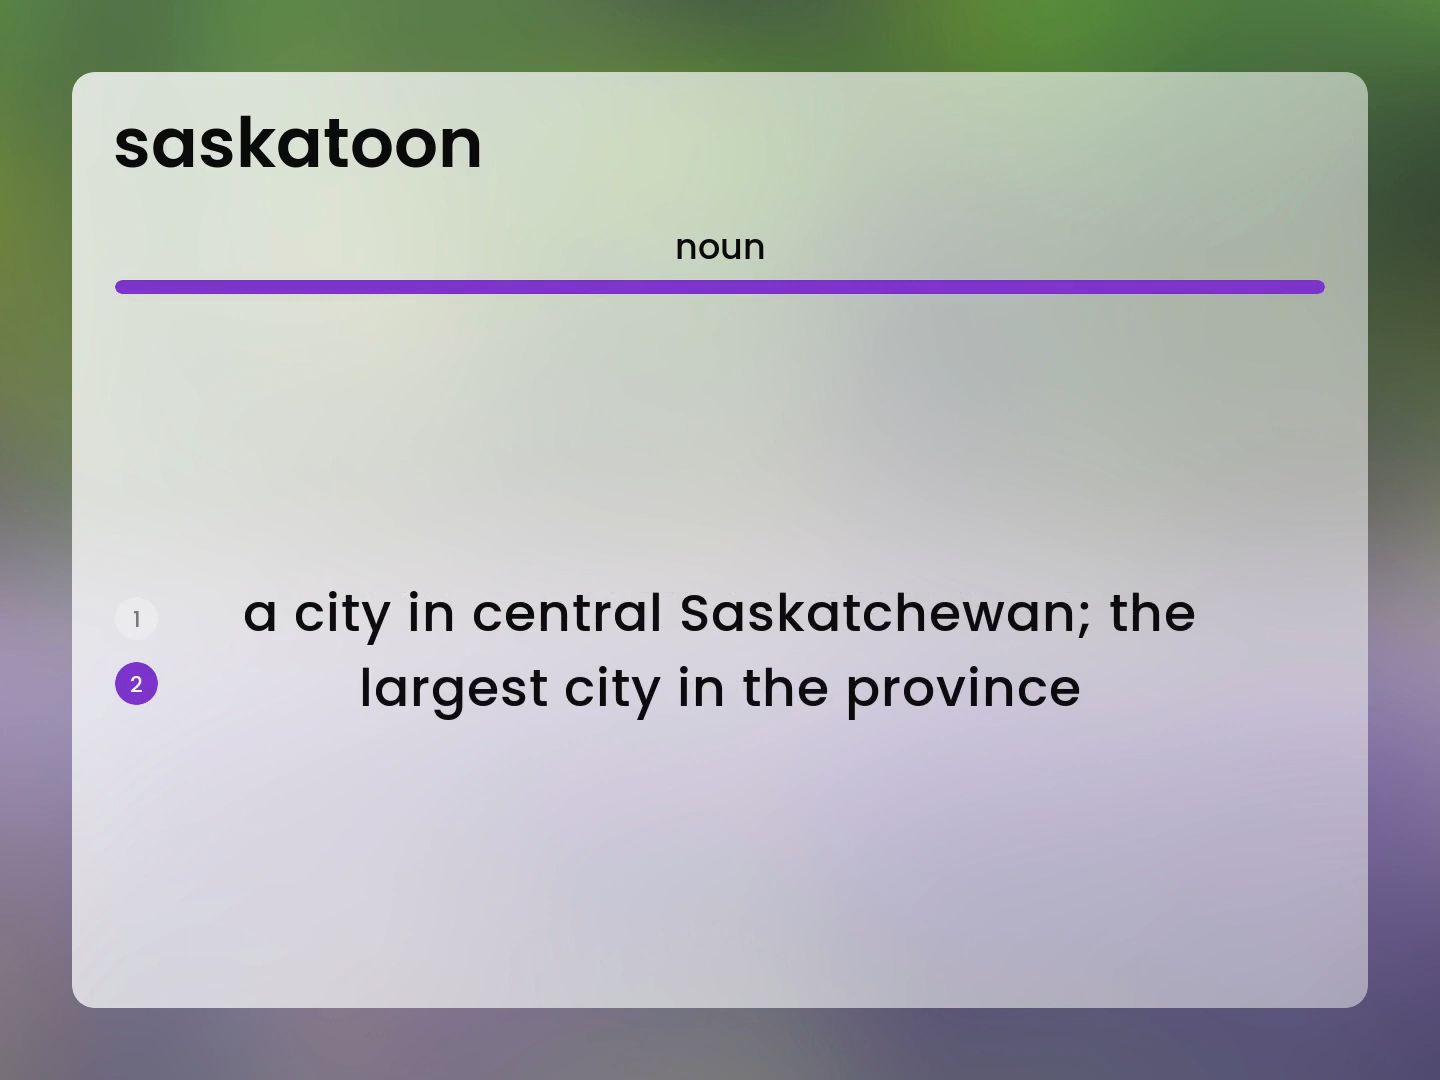 saskatoon
noun
1
2
a city in central Saskatchewan; the
largest city in the province